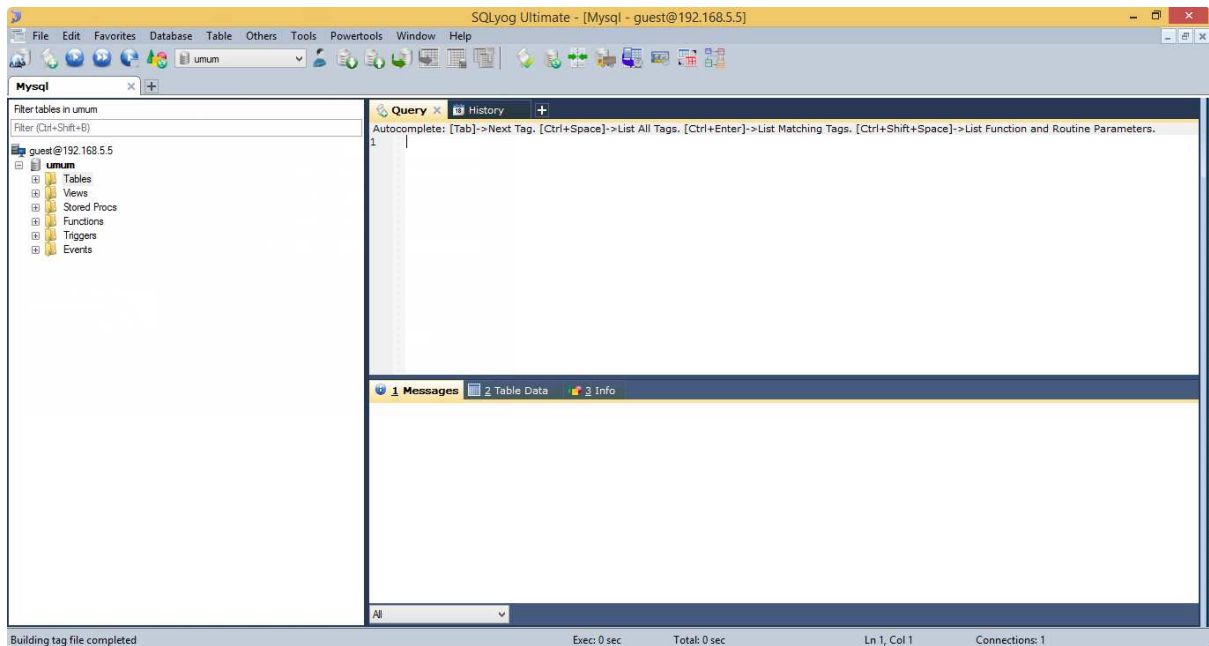 SQLyog Ultimate - [Mysql - guest@192.168.5.5]
File Edit Favorites Database Table Others Tools Powertools Window Help
umum
Mysql
Filter tables in umum
Filter (Ctrl+Shift+B)
guest@192.168.5.5
umum
Tables
Views
Stored Procs
Functions
Triggers
Events
Query History
Autocomplete: [Tab]->Next Tag. [Ctrl+Space]->List All Tags. [Ctrl+Enter]->List Matching Tags. [Ctrl+Shift+Space]->List Function and Routine Parameters.
1
1 Messages 2 Table Data 3 Info
All
Building tag file completed Exec: 0 sec Total: 0 sec Ln 1, Col 1 Connections: 1